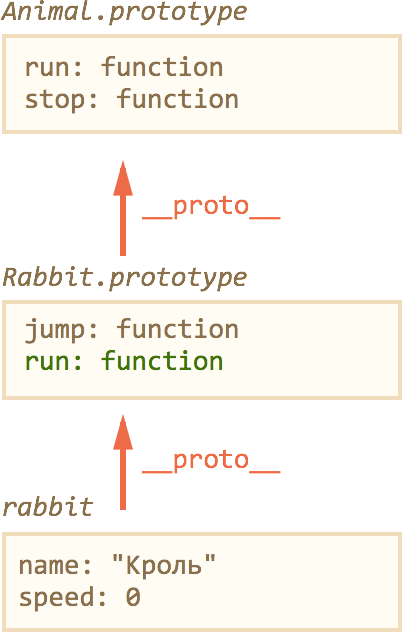 Animal.prototype
run: function
stop: function
__proto__
Rabbit.prototype
jump: function
run: function
__proto__
rabbit
name: "Кроль"
speed: 0